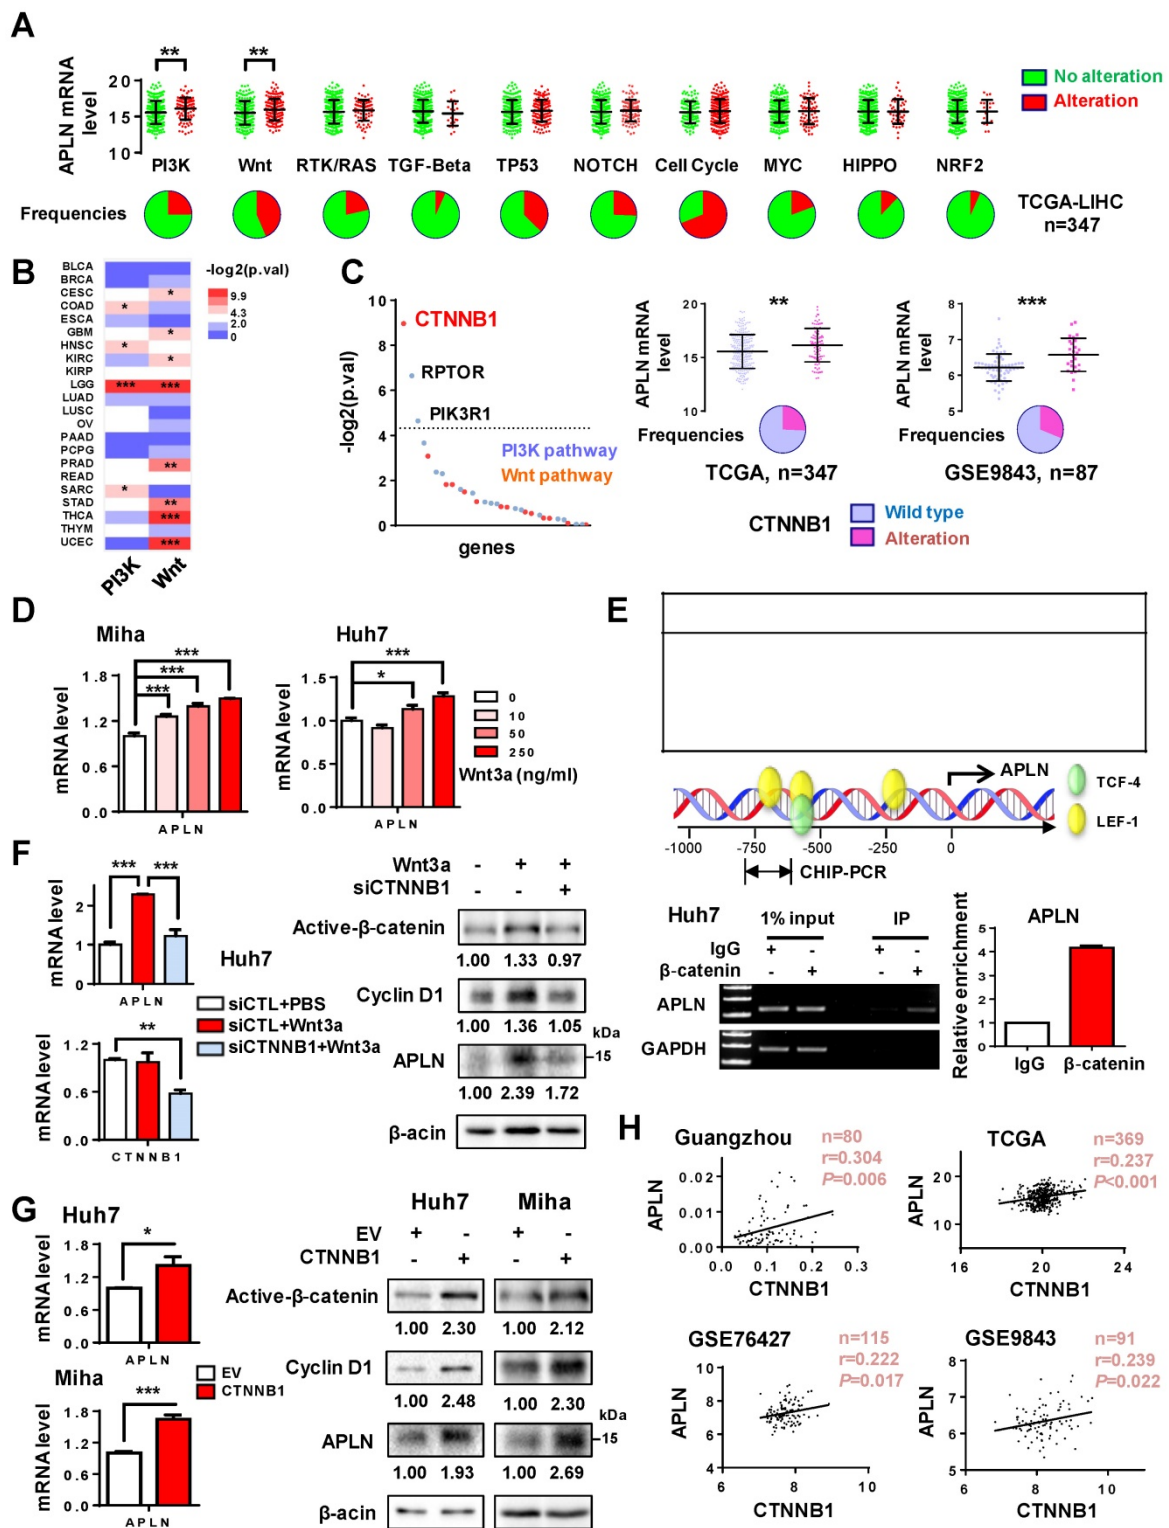 A
APLN mRNA level
20
15
10
** **
No alteration
Alteration
PI3K Wnt RTK/RAS TGF-Beta TP53 NOTCH Cell Cycle MYC HIPPO NRF2
Frequencies
TCGA-LIHC
n=347
B
BLCA
BRCA
CESC *
COAD *
ESCA
GBM *
HNSC *
KIRC *
KIRP
LGG *** ***
LUAD
LUSC
OV
PAAD
PCPG
PRAD **
READ
SARC *
STAD **
THCA ***
THYM
UCEC ***
PI3K Wnt
-log2(p.val)
9.9
4.3
2.0
0
C
-log2(p.val)
10
8
6
4
2
0
CTNNB1
RPTOR
PIK3R1
PI3K pathway
Wnt pathway
genes
APLN mRNA level
20
15
10
**
Frequencies
TCGA, n=347
APLN mRNA level
8
7
6
5
***
Frequencies
GSE9843, n=87
CTNNB1
Wild type
Alteration
D
Miha
mRNA level
1.8
1.2
0.6
0.0
***
***
***
APLN
Huh7
mRNA level
1.8
1.2
0.6
0.0
***
*
APLN
0
10
50
250
Wnt3a (ng/ml)
E
APLN
TCF-4
LEF-1
-1000 -750 -500 -250 0
CHIP-PCR
Huh7
1% input IP
IgG + - + -
β-catenin - + - +
APLN
GAPDH
APLN
Relative enrichment
5
4
3
2
1
0
IgG β-catenin
F
mRNA level
2
1
0
*** ***
APLN
Huh7
siCTL+PBS
siCTL+Wnt3a
siCTNNB1+Wnt3a
mRNA level
1.2
0.6
0.0
**
CTNNB1
Wnt3a - + +
siCTNNB1 - - +
Active-β-catenin
1.00 1.33 0.97
Cyclin D1
1.00 1.36 1.05
kDa
APLN
15
1.00 2.39 1.72
β-acin
G
Huh7
mRNA level
1.8
1.2
0.6
0.0
*
APLN
Miha
mRNA level
1.8
1.2
0.6
0.0
***
APLN
EV
CTNNB1
Huh7 Miha
EV + - + -
CTNNB1 - + - +
Active-β-catenin
1.00 2.30 1.00 2.12
Cyclin D1
1.00 2.48 1.00 2.30
kDa
APLN
15
1.00 1.93 1.00 2.69
β-acin
H
Guangzhou
n=80
r=0.304
P=0.006
APLN
0.02
0.01
0.00
0.0 0.1 0.2 0.3
CTNNB1
TCGA
n=369
r=0.237
P<0.001
APLN
20
15
10
16 20 24
CTNNB1
GSE76427
n=115
r=0.222
P=0.017
APLN
10
8
6
4
6 8 10
CTNNB1
GSE9843
n=91
r=0.239
P=0.022
APLN
8
7
6
5
6 8 10
CTNNB1